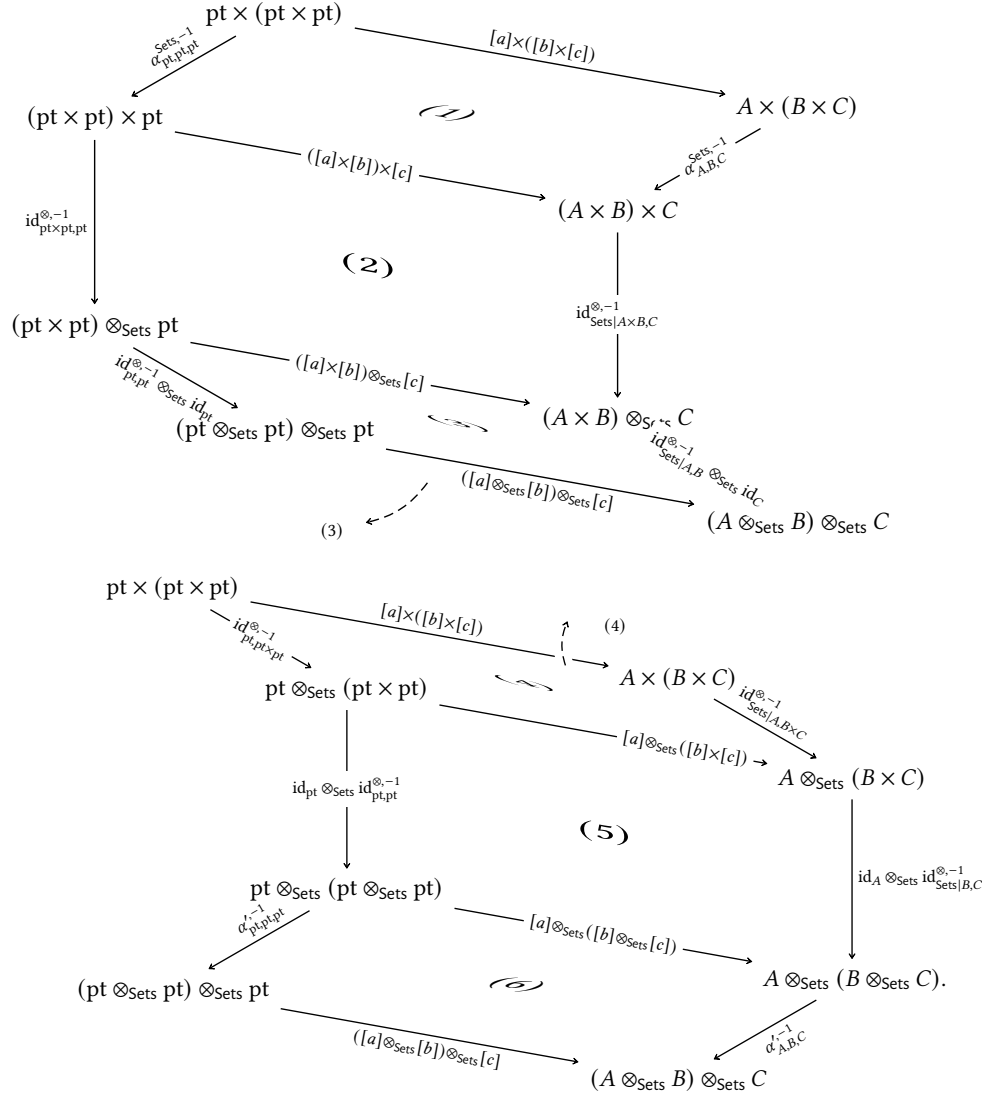 pt × (pt × pt)
[a]×([b]×[c])
α^{Sets,−1}_{pt,pt,pt}
(pt × pt) × pt
(1)
A × (B × C)
α^{Sets,−1}_{A,B,C}
([a]×[b])×[c]
(A × B) × C
id^{⊗,−1}_{pt×pt,pt}
(2)
id^{⊗,−1}_{Sets|A×B,C}
(pt × pt) ⊗_{Sets} pt
([a]×[b])⊗_{Sets}[c]
id^{⊗,−1}_{pt,pt} ⊗_{Sets} id_{pt}
(A × B) ⊗_{Sets} C
(pt ⊗_{Sets} pt) ⊗_{Sets} pt
id^{⊗,−1}_{Sets|A,B} ⊗_{Sets} id_C
([a]⊗_{Sets}[b])⊗_{Sets}[c]
(A ⊗_{Sets} B) ⊗_{Sets} C
(3)
pt × (pt × pt)
[a]×([b]×[c])
(4)
id^{⊗,−1}_{pt,pt×pt}
A × (B × C)
pt ⊗_{Sets} (pt × pt)
id^{⊗,−1}_{Sets|A,B×C}
[a]⊗_{Sets}([b]×[c])
A ⊗_{Sets} (B × C)
id_{pt} ⊗_{Sets} id^{⊗,−1}_{pt,pt}
(5)
id_A ⊗_{Sets} id^{⊗,−1}_{Sets|B,C}
pt ⊗_{Sets} (pt ⊗_{Sets} pt)
α^{′,−1}_{pt,pt,pt}
[a]⊗_{Sets}([b]⊗_{Sets}[c])
A ⊗_{Sets} (B ⊗_{Sets} C).
(pt ⊗_{Sets} pt) ⊗_{Sets} pt
(6)
α^{′,−1}_{A,B,C}
([a]⊗_{Sets}[b])⊗_{Sets}[c]
(A ⊗_{Sets} B) ⊗_{Sets} C